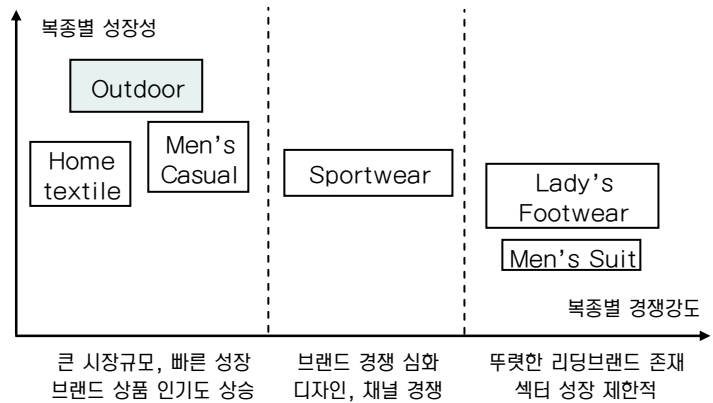 복종별 성장성
Outdoor
Men's
Casual
Home
textile
Sportwear
Lady's
Footwear
Men's Suit
복종별 경쟁강도
큰 시장규모, 빠른 성장
브랜드 상품 인기도 상승
브랜드 경쟁 심화
디자인, 채널 경쟁
뚜렷한 리딩브랜드 존재
섹터 성장 제한적